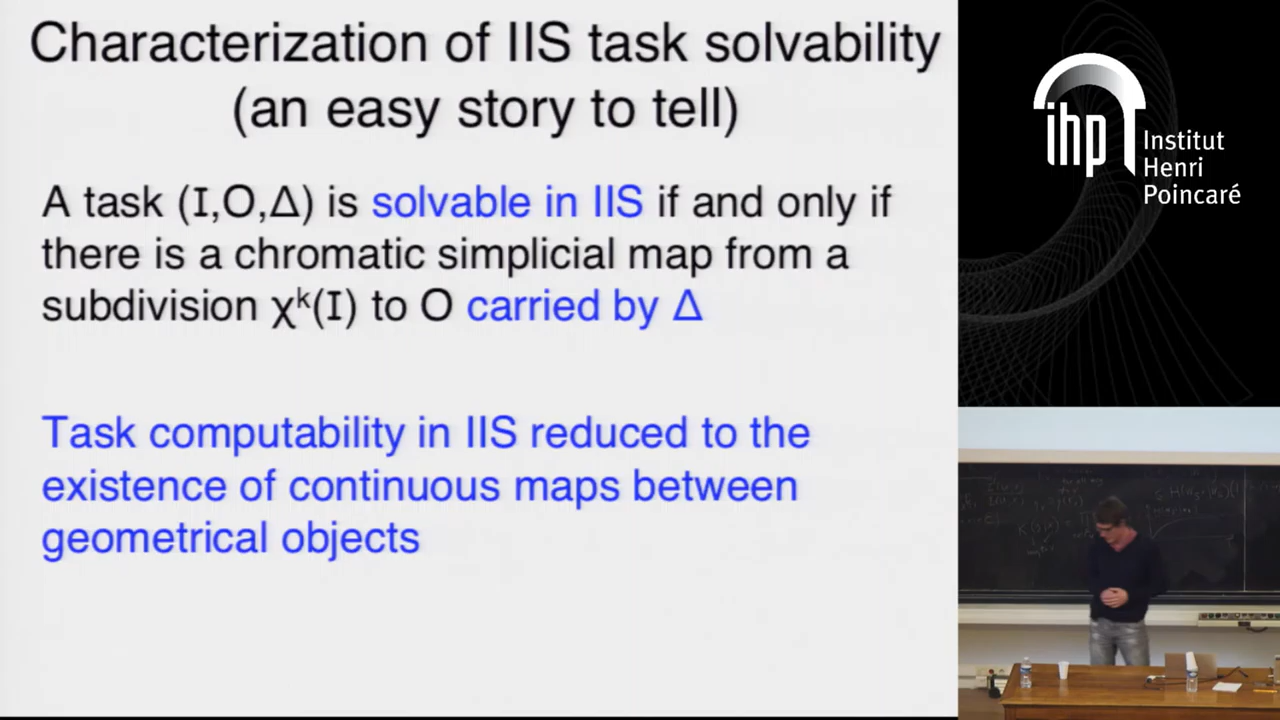 Characterization of IIS task solvability
(an easy story to tell)
A task (I,O,Δ) is solvable in IIS if and only if
there is a chromatic simplicial map from a
subdivision χᵏ(I) to O carried by Δ
Task computability in IIS reduced to the
existence of continuous maps between
geometrical objects
ihp
Institut
Henri
Poincaré